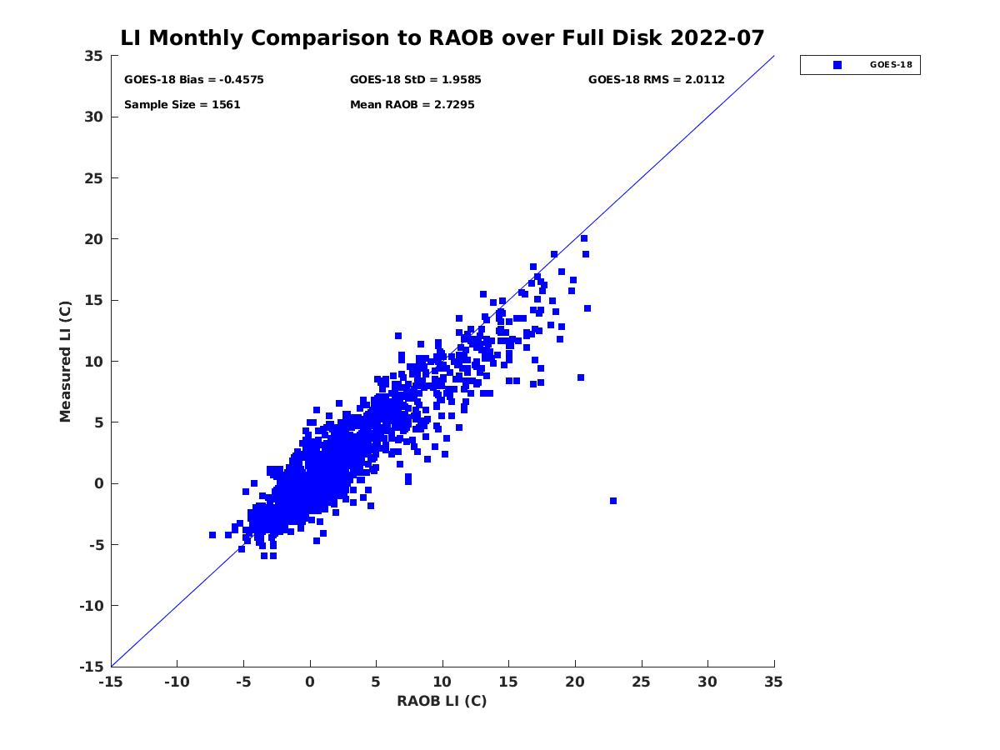 LI Monthly Comparison to RAOB over Full Disk 2022-07
GOES-18
GOES-18 Bias = -0.4575
GOES-18 StD = 1.9585
GOES-18 RMS = 2.0112
Sample Size = 1561
Mean RAOB = 2.7295
35
30
25
20
15
10
5
0
-5
-10
-15
Measured LI (C)
-15
-10
-5
0
5
10
15
20
25
30
35
RAOB LI (C)